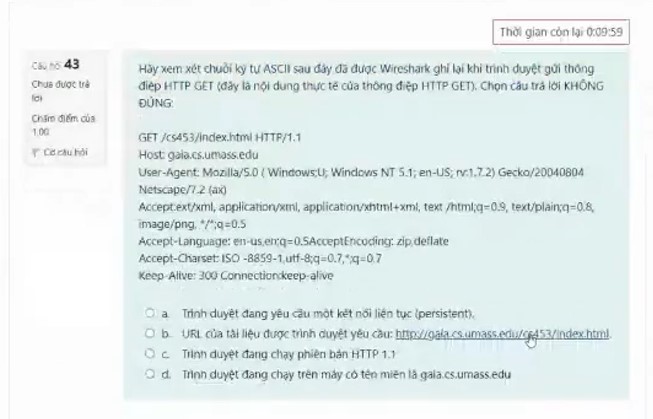 Thời gian còn lại 0:09:59
Câu hỏi 43
Chưa được trả
lời
Chấm điểm của
1,00
Cờ câu hỏi
Hãy xem xét chuỗi ký tự ASCII sau đây đã được Wireshark ghi lại khi trình duyệt gửi thông
điệp HTTP GET (đây là nội dung thực tế của thông điệp HTTP GET). Chọn câu trả lời KHÔNG
ĐÚNG:
GET /cs453/index.html HTTP/1.1
Host: gaia.cs.umass.edu
User-Agent: Mozilla/5.0 ( Windows;U; Windows NT 5.1; en-US; rv:1.7.2) Gecko/20040804
Netscape/7.2 (ax)
Accept:ext/xml, application/xml, application/xhtml+xml, text /html;q=0.9, text/plain;q=0.8,
image/png, */*;q=0.5
Accept-Language: en-us,en;q=0.5AcceptEncoding: zip,deflate
Accept-Charset: ISO -8859-1,utf-8;q=0.7,*;q=0.7
Keep-Alive: 300 Connection:keep-alive
a. Trình duyệt đang yêu cầu một kết nối liên tục (persistent).
b. URL của tài liệu được trình duyệt yêu cầu: http://gaia.cs.umass.edu/cs453/index.html.
c. Trình duyệt đang chạy phiên bản HTTP 1.1
d. Trình duyệt đang chạy trên máy có tên miền là gaia.cs.umass.edu